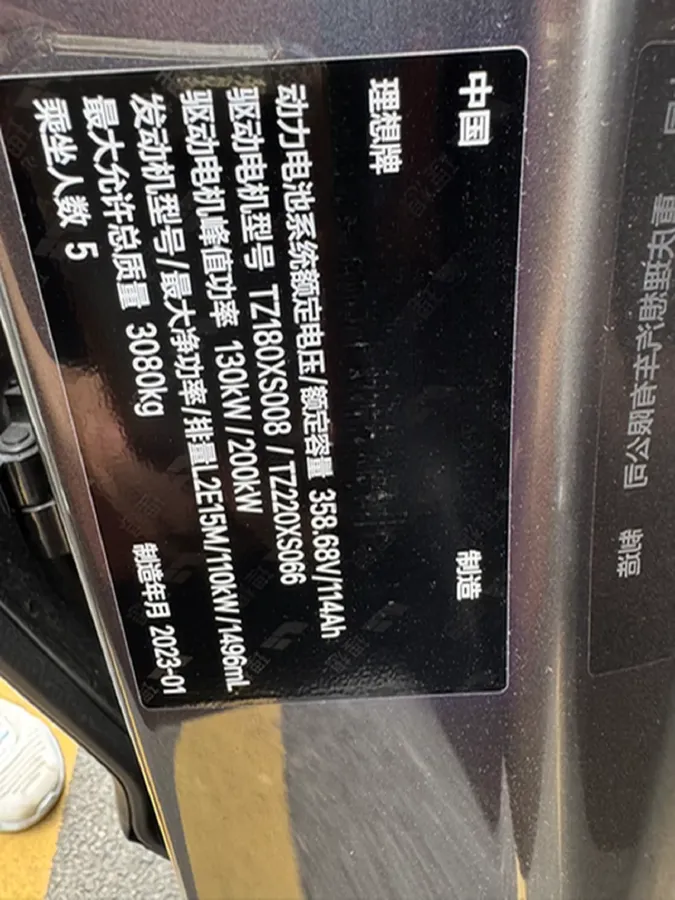 中国 制造
理想牌
动力电池系统额定电压/额定容量 358.68V/114Ah
驱动电机型号 TZ180XS008 / TZ220XS066
驱动电机峰值功率 130kW/200kW
发动机型号/最大净功率/排量L2E15M/110kW/1496mL
最大允许总质量 3080kg
乘坐人数 5 制造年月 2023-01